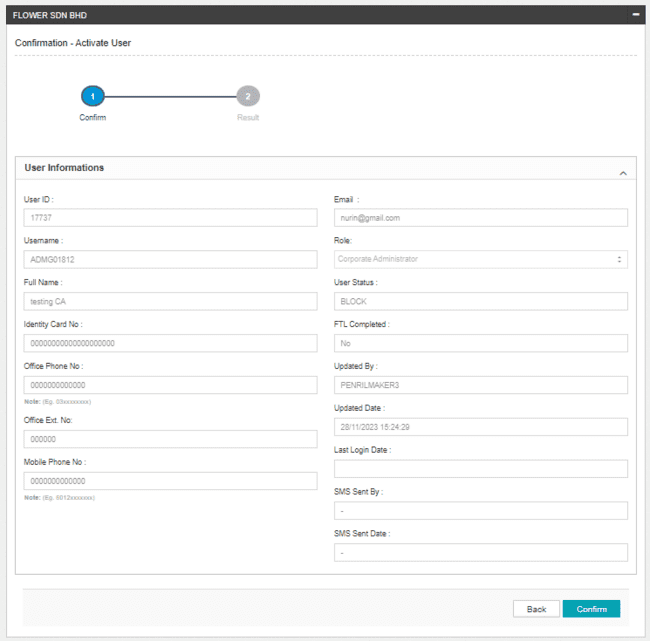 FLOWER SDN BHD
Confirmation - Activate User
1
2
Confirm
Result
User Informations
User ID :
17737
Username :
ADMG01812
Full Name :
testing CA
Identity Card No :
00000000000000000000
Office Phone No :
0000000000000
Note: (Eg. 03xxxxxxxx)
Office Ext. No:
000000
Mobile Phone No :
0000000000000
Note: (Eg. 6012xxxxxxx)
Email :
nurin@gmail.com
Role:
Corporate Administrator
User Status :
BLOCK
FTL Completed :
No
Updated By :
PENRILMAKER3
Updated Date :
28/11/2023 15:24:29
Last Login Date :
SMS Sent By :
-
SMS Sent Date :
-
Back
Confirm